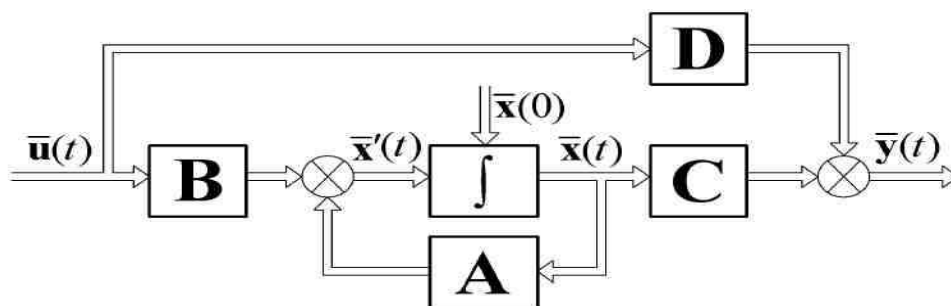 D
x̄(0)
ū(t) x̄′(t) x̄(t) ȳ(t)
B ∫ C
A